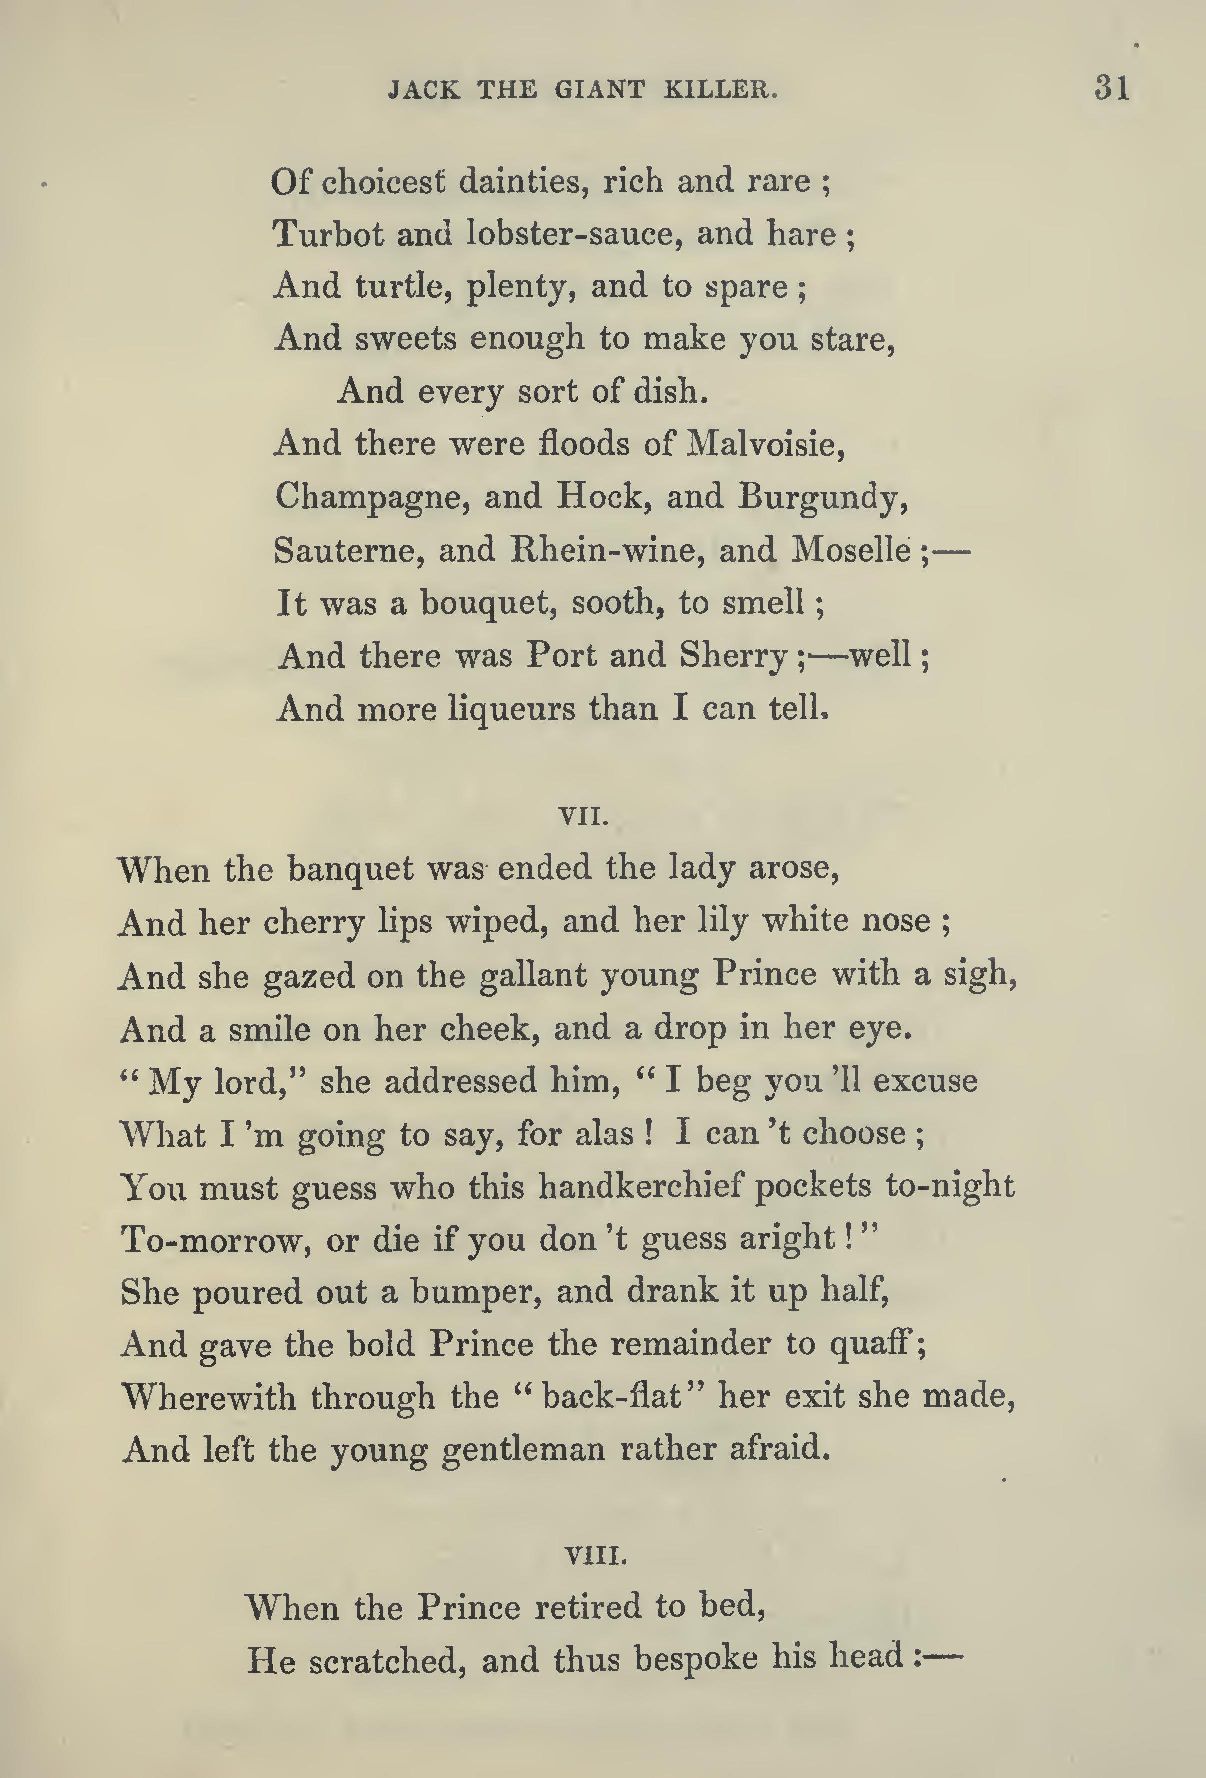 JACK THE GIANT KILLER. 31
Of choicest dainties, rich and rare ;
Turbot and lobster-sauce, and hare ;
And turtle, plenty, and to spare ;
And sweets enough to make you stare,
And every sort of dish.
And there were floods of Malvoisie,
Champagne, and Hock, and Burgundy,
Sauterne, and Rhein-wine, and Moselle ;—
It was a bouquet, sooth, to smell ;
And there was Port and Sherry ;—well ;
And more liqueurs than I can tell.
VII.
When the banquet was ended the lady arose,
And her cherry lips wiped, and her lily white nose ;
And she gazed on the gallant young Prince with a sigh,
And a smile on her cheek, and a drop in her eye.
“ My lord,” she addressed him, “ I beg you ’ll excuse
What I ’m going to say, for alas ! I can ’t choose ;
You must guess who this handkerchief pockets to-night
To-morrow, or die if you don ’t guess aright ! ”
She poured out a bumper, and drank it up half,
And gave the bold Prince the remainder to quaff ;
Wherewith through the “ back-flat ” her exit she made,
And left the young gentleman rather afraid.
VIII.
When the Prince retired to bed,
He scratched, and thus bespoke his head :—